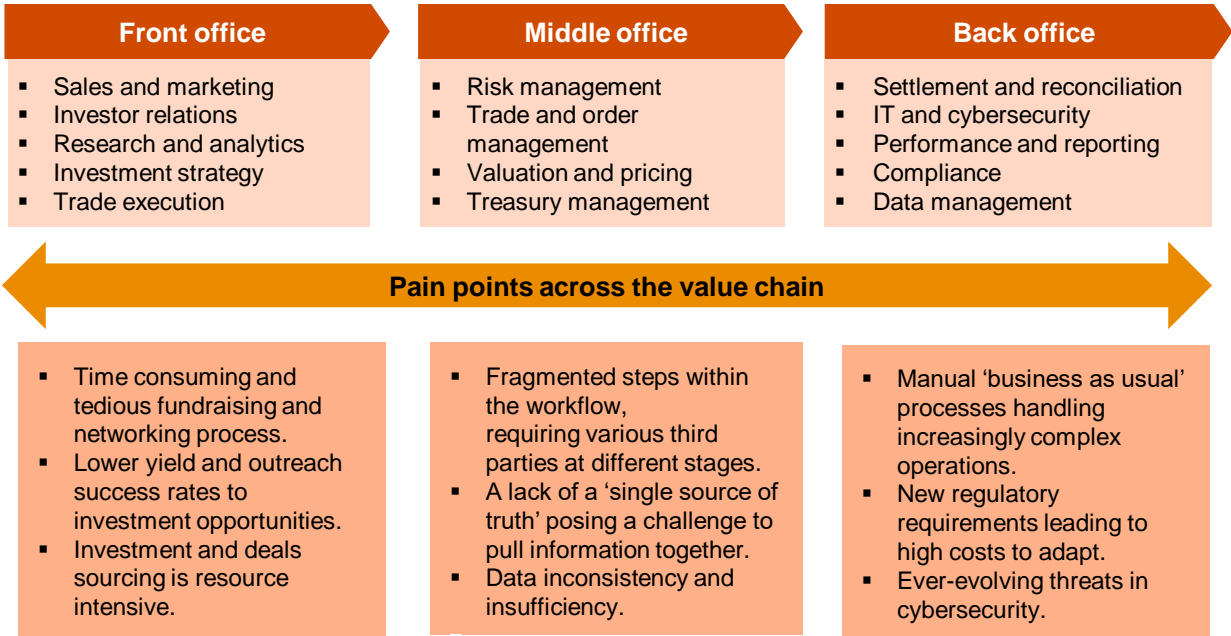 Front office
▪ Sales and marketing
▪ Investor relations
▪ Research and analytics
▪ Investment strategy
▪ Trade execution
Middle office
▪ Risk management
▪ Trade and order
management
▪ Valuation and pricing
▪ Treasury management
Back office
▪ Settlement and reconciliation
▪ IT and cybersecurity
▪ Performance and reporting
▪ Compliance
▪ Data management
Pain points across the value chain
▪ Time consuming and
tedious fundraising and
networking process.
▪ Lower yield and outreach
success rates to
investment opportunities.
▪ Investment and deals
sourcing is resource
intensive.
▪ Fragmented steps within
the workflow,
requiring various third
parties at different stages.
▪ A lack of a ‘single source of
truth’ posing a challenge to
pull information together.
▪ Data inconsistency and
insufficiency.
▪ Manual ‘business as usual’
processes handling
increasingly complex
operations.
▪ New regulatory
requirements leading to
high costs to adapt.
▪ Ever-evolving threats in
cybersecurity.